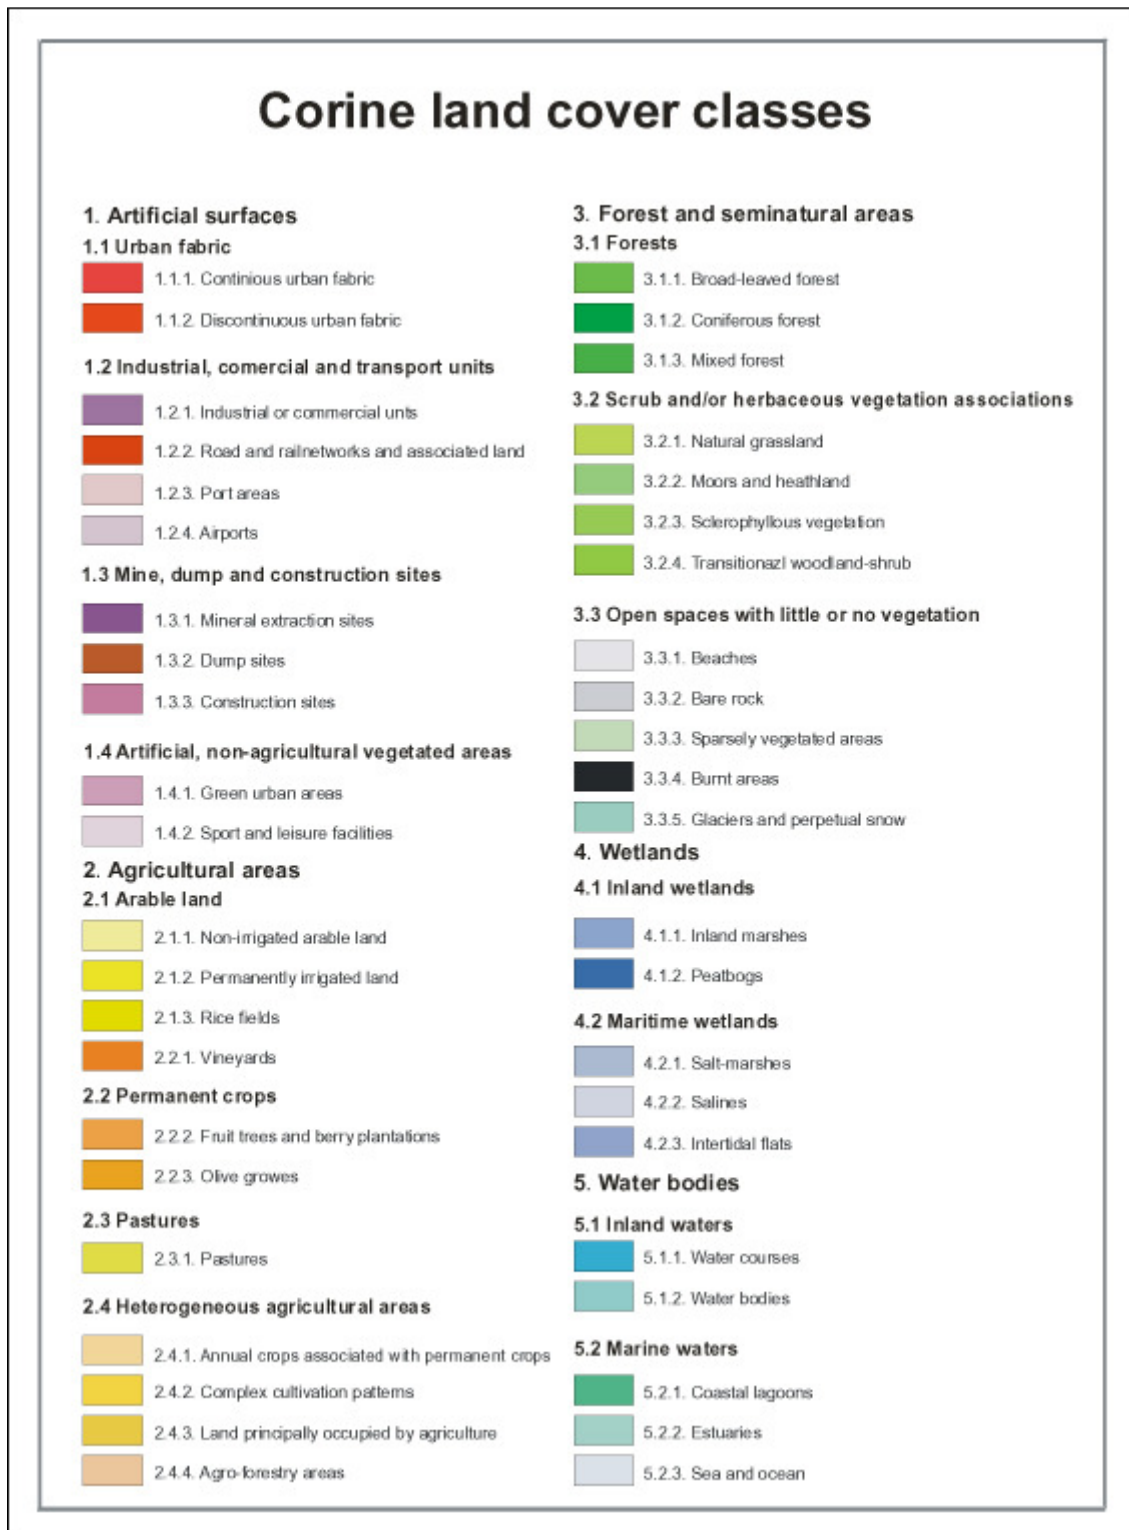 Corine land cover classes
1. Artificial surfaces
1.1 Urban fabric
1.1.1. Continious urban fabric
1.1.2. Discontinuous urban fabric
1.2 Industrial, comercial and transport units
1.2.1. Industrial or commercial unts
1.2.2. Road and railnetworks and associated land
1.2.3. Port areas
1.2.4. Airports
1.3 Mine, dump and construction sites
1.3.1. Mineral extraction sites
1.3.2. Dump sites
1.3.3. Construction sites
1.4 Artificial, non-agricultural vegetated areas
1.4.1. Green urban areas
1.4.2. Sport and leisure facilities
2. Agricultural areas
2.1 Arable land
2.1.1. Non-irrigated arable land
2.1.2. Permanently irrigated land
2.1.3. Rice fields
2.2.1. Vineyards
2.2 Permanent crops
2.2.2. Fruit trees and berry plantations
2.2.3. Olive growes
2.3 Pastures
2.3.1. Pastures
2.4 Heterogeneous agricultural areas
2.4.1. Annual crops associated with permanent crops
2.4.2. Complex cultivation patterns
2.4.3. Land principally occupied by agriculture
2.4.4. Agro-forestry areas
3. Forest and seminatural areas
3.1 Forests
3.1.1. Broad-leaved forest
3.1.2. Coniferous forest
3.1.3. Mixed forest
3.2 Scrub and/or herbaceous vegetation associations
3.2.1. Natural grassland
3.2.2. Moors and heathland
3.2.3. Sclerophyllous vegetation
3.2.4. Transitionazl woodland-shrub
3.3 Open spaces with little or no vegetation
3.3.1. Beaches
3.3.2. Bare rock
3.3.3. Sparsely vegetated areas
3.3.4. Burnt areas
3.3.5. Glaciers and perpetual snow
4. Wetlands
4.1 Inland wetlands
4.1.1. Inland marshes
4.1.2. Peatbogs
4.2 Maritime wetlands
4.2.1. Salt-marshes
4.2.2. Salines
4.2.3. Intertidal flats
5. Water bodies
5.1 Inland waters
5.1.1. Water courses
5.1.2. Water bodies
5.2 Marine waters
5.2.1. Coastal lagoons
5.2.2. Estuaries
5.2.3. Sea and ocean